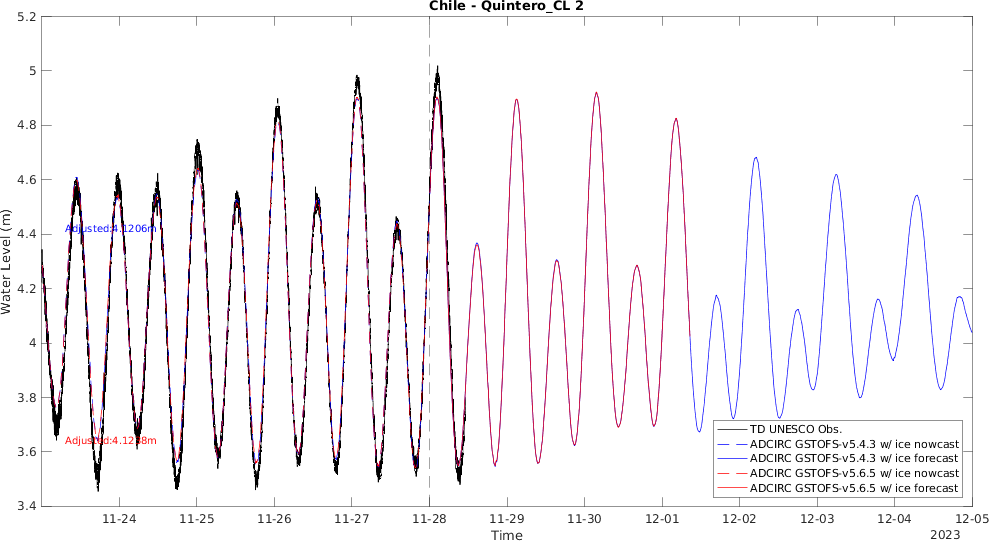 Chile - Quintero_CL 2
5.2
5
4.8
4.6
4.4
4.2
4
3.8
3.6
3.4
Water Level (m)
Adjusted:4.1206m
Adjusted:4.1238m
TD UNESCO Obs.
ADCIRC GSTOFS-v5.4.3 w/ ice nowcast
ADCIRC GSTOFS-v5.4.3 w/ ice forecast
ADCIRC GSTOFS-v5.6.5 w/ ice nowcast
ADCIRC GSTOFS-v5.6.5 w/ ice forecast
11-24 11-25 11-26 11-27 11-28 11-29 11-30 12-01 12-02 12-03 12-04 12-05
Time 2023